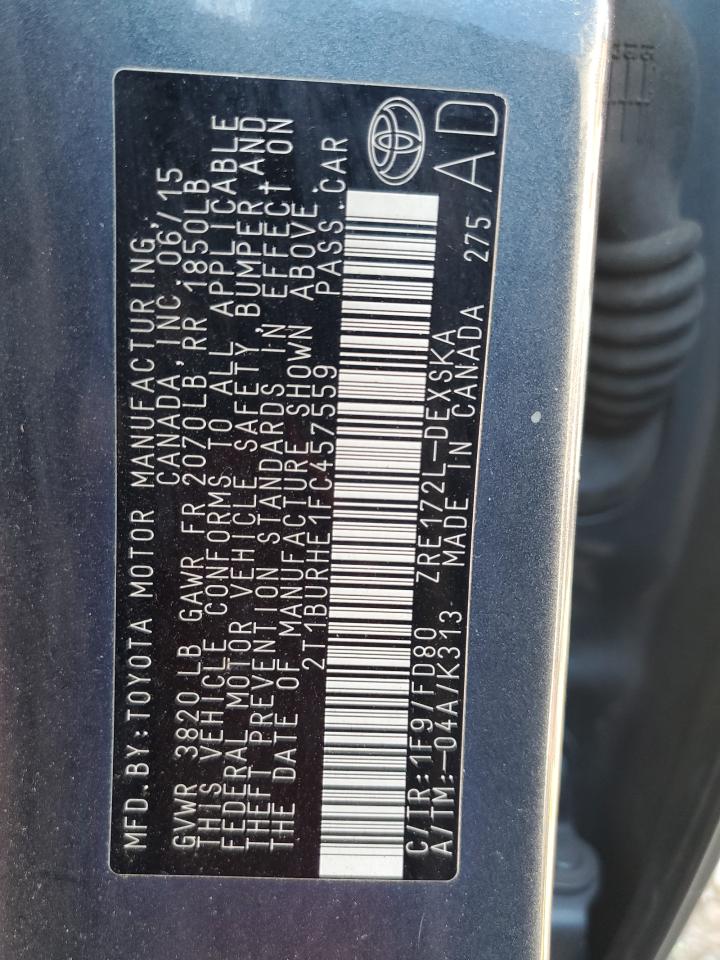 MFD.BY:TOYOTA MOTOR MANUFACTURING,
CANADA,INC.06/15
GVWR 3820 LB GAWR FR 2070LB, RR 1850LB
THIS VEHICLE CONFORMS TO ALL APPLICABLE
FEDERAL MOTOR VEHICLE SAFETY, BUMPER,AND
THEFT PREVENTION STANDARDS IN EFFECT ON
THE DATE OF MANUFACTURE SHOWN ABOVE.
2T1BURHE1FC457559 PASS.CAR
C/TR:1F9/FD80 ZRE172L-DEXSKA
A/TM:-04A/K313 MADE IN CANADA 275
AD